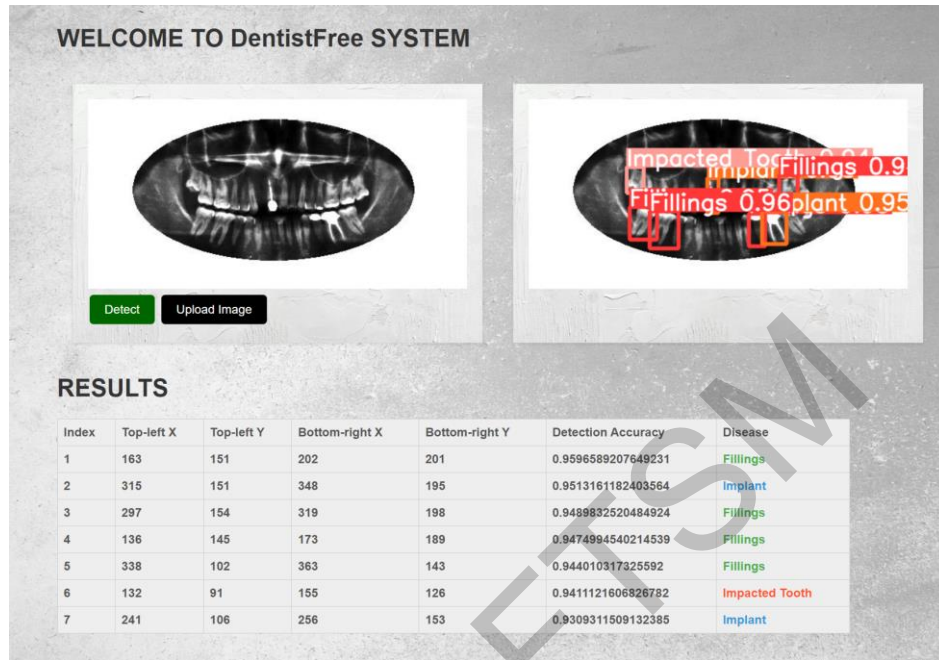 WELCOME TO DentistFree SYSTEM
Impacted Tooth 0.94
Implant
Fillings 0.9
Fi
Fillings 0.96
plant 0.95
Detect
Upload Image
RESULTS
Index Top-left X Top-left Y Bottom-right X Bottom-right Y Detection Accuracy Disease
1 163 151 202 201 0.9596589207649231 Fillings
2 315 151 348 195 0.9513161182403564 Implant
3 297 154 319 198 0.9489832520484924 Fillings
4 136 145 173 189 0.9474994540214539 Fillings
5 338 102 363 143 0.944010317325592 Fillings
6 132 91 155 126 0.9411121606826782 Impacted Tooth
7 241 106 256 153 0.9309311509132385 Implant
ETSM